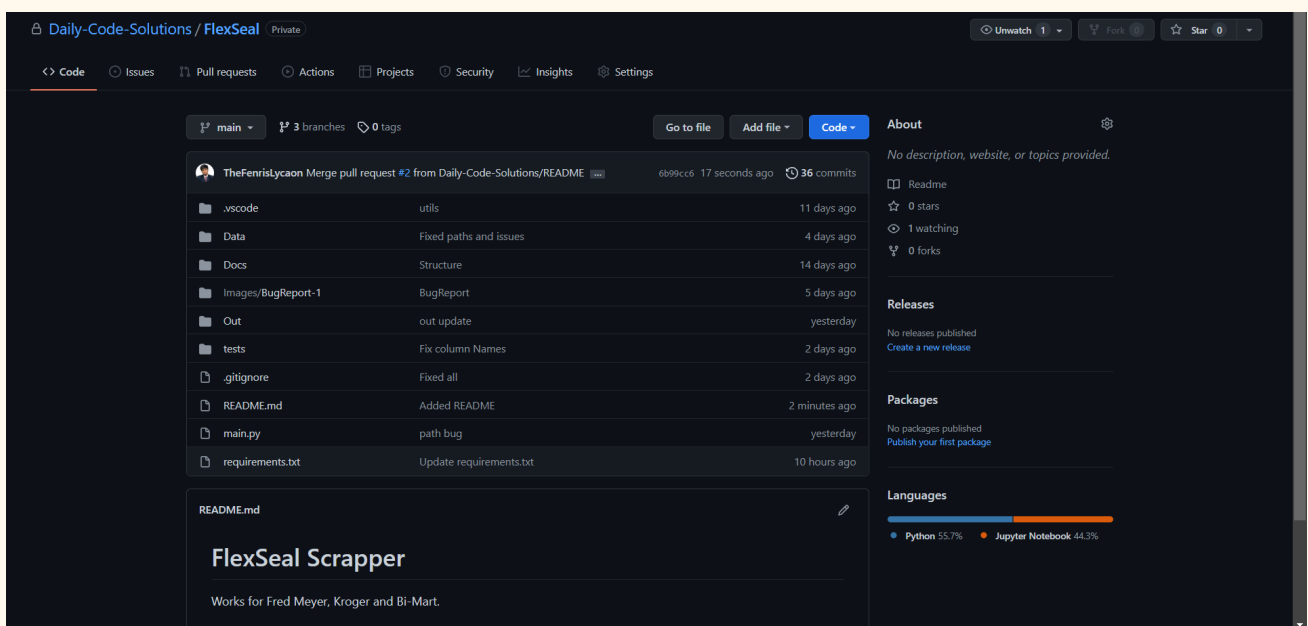 Daily-Code-Solutions / FlexSeal Private
Unwatch 1
Fork 0
Star 0
<> Code
Issues
Pull requests
Actions
Projects
Security
Insights
Settings
main
3 branches
0 tags
Go to file
Add file
Code
TheFenrisLycaon Merge pull request #2 from Daily-Code-Solutions/README ...
6b99cc6 17 seconds ago
36 commits
.vscode utils 11 days ago
Data Fixed paths and issues 4 days ago
Docs Structure 14 days ago
Images/BugReport-1 BugReport 5 days ago
Out out update yesterday
tests Fix column Names 2 days ago
.gitignore Fixed all 2 days ago
README.md Added README 2 minutes ago
main.py path bug yesterday
requirements.txt Update requirements.txt 10 hours ago
README.md
FlexSeal Scrapper
Works for Fred Meyer, Kroger and Bi-Mart.
About
No description, website, or topics provided.
Readme
0 stars
1 watching
0 forks
Releases
No releases published
Create a new release
Packages
No packages published
Publish your first package
Languages
Python 55.7%
Jupyter Notebook 44.3%